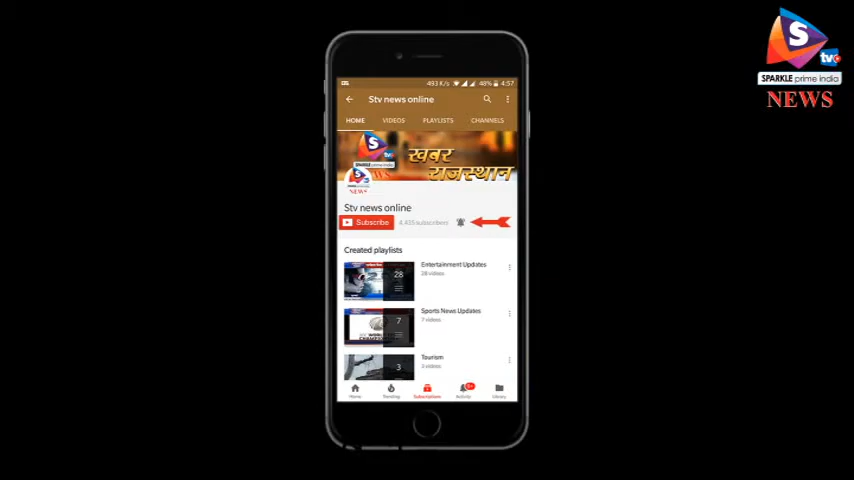 S
tv
SPARKLE prime india
NEWS
493 K/s 48% 4:57
Stv news online
HOME VIDEOS PLAYLISTS CHANNELS
खबर
राजस्थान
Stv news online
Subscribe 4,435 subscribers
Created playlists
Entertainment Updates
28 videos
28
Sports News Updates
7 videos
7
Tourism
3 videos
3
Home Trending Subscriptions Activity Library